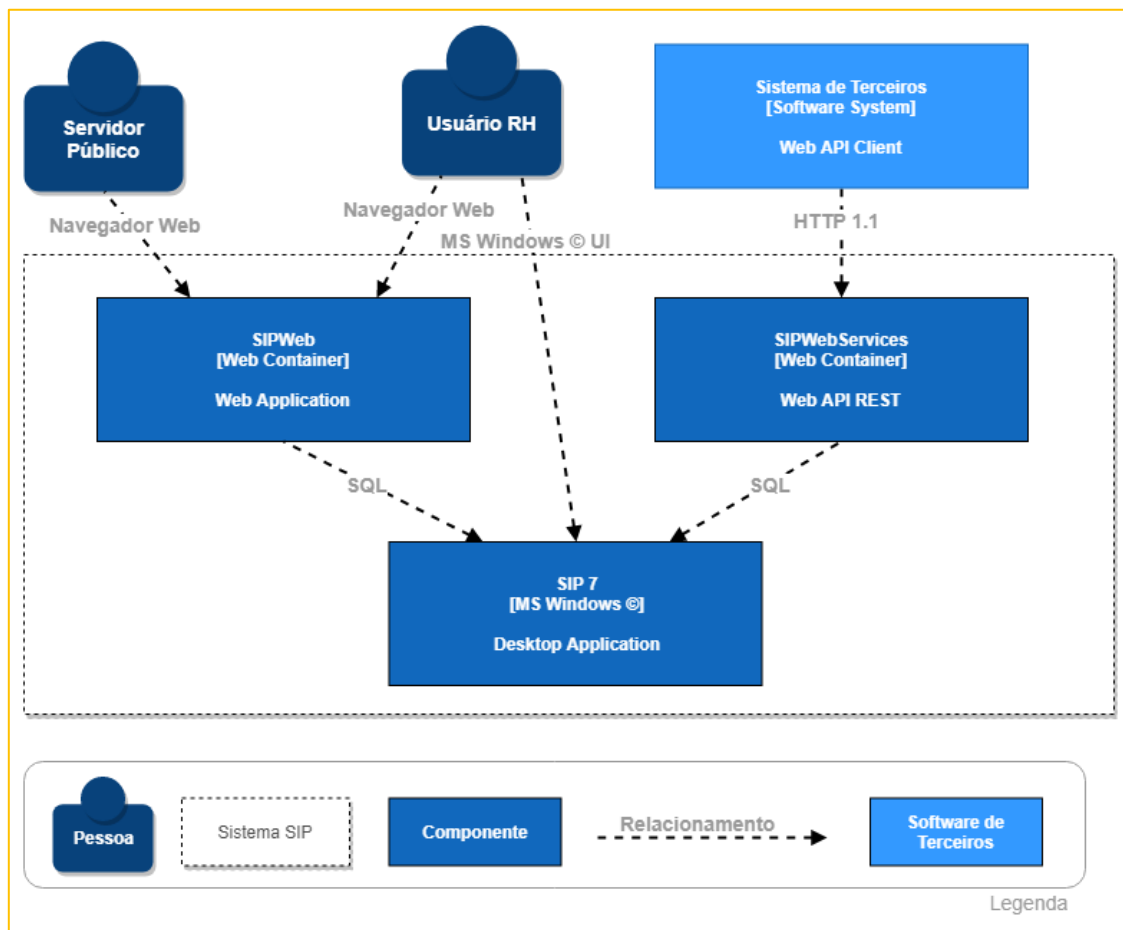 Servidor
Público
Usuário RH
Sistema de Terceiros
[Software System]
Web API Client
Navegador Web
Navegador Web
MS Windows © UI
HTTP 1.1
SIPWeb
[Web Container]
Web Application
SIPWebServices
[Web Container]
Web API REST
SQL
SQL
SIP 7
[MS Windows ©]
Desktop Application
Pessoa
Sistema SIP
Componente
Relacionamento
Software de
Terceiros
Legenda